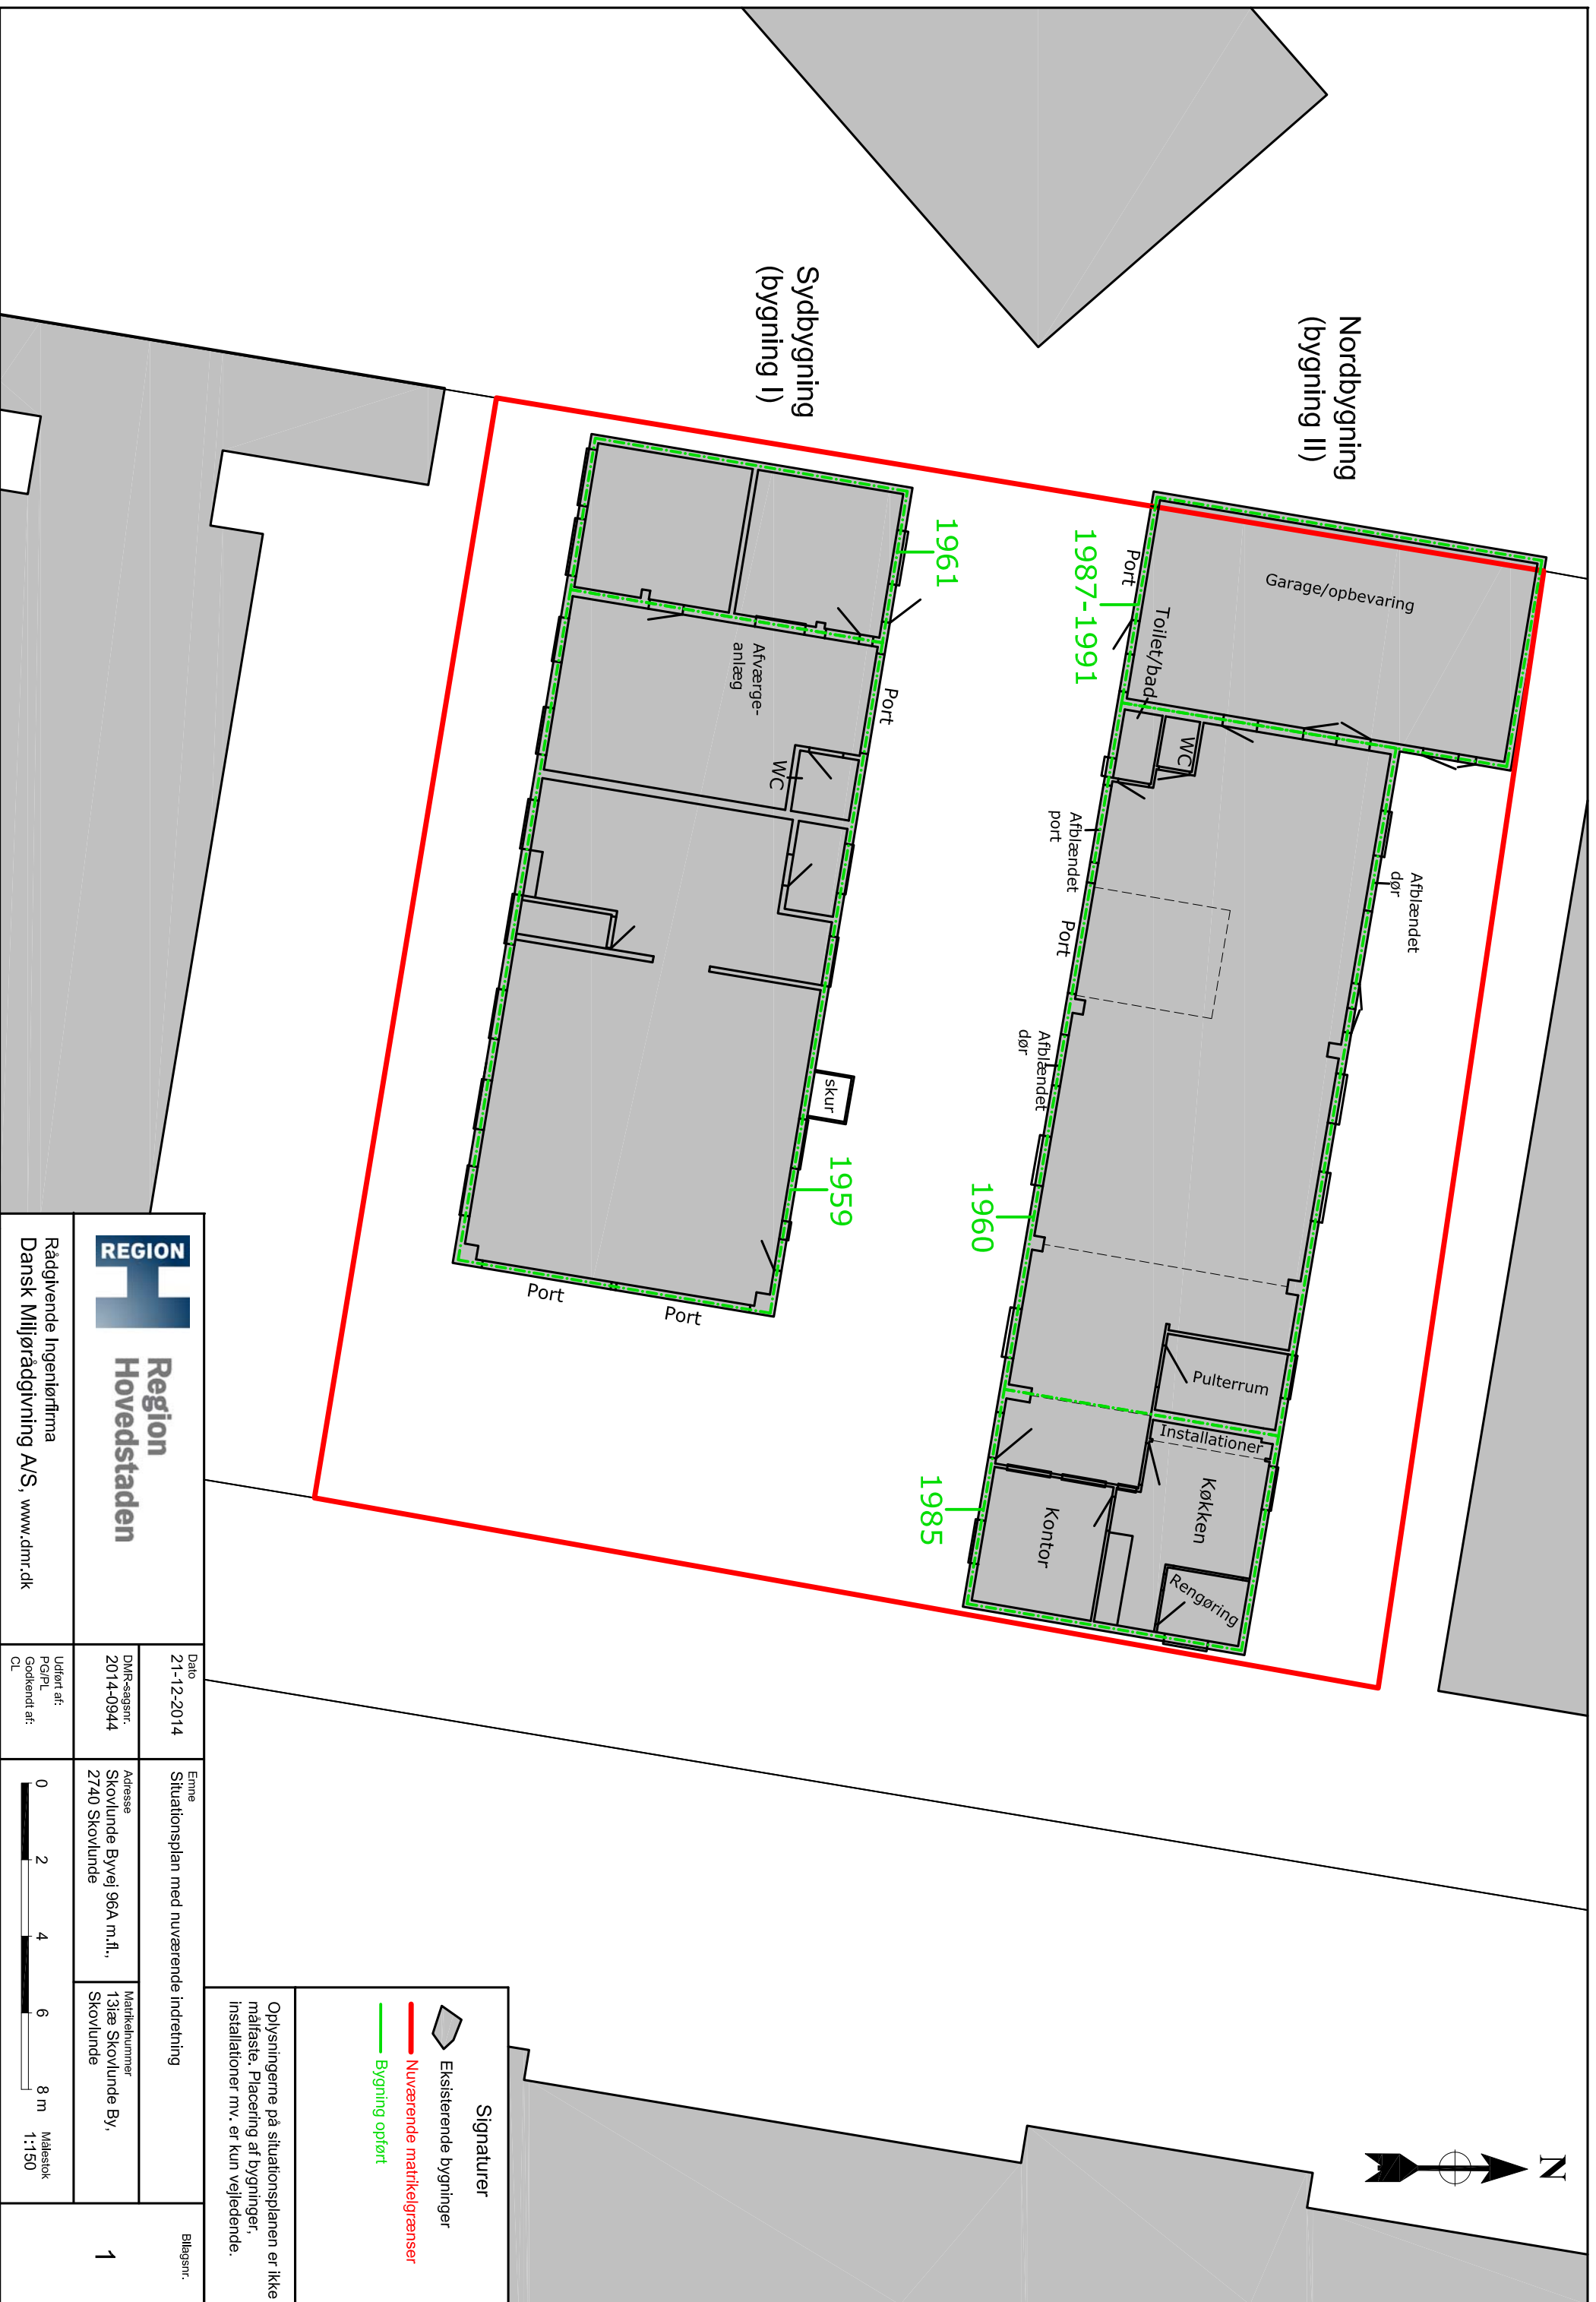 N
Nordbygning
(bygning II)
Sydbygning
(bygning I)
Garage/opbevaring
1987-1991
Port
Toilet/bad
WC
Afblændet
port
Port
Afblændet
dør
Afblændet
dør
1960
Pulterrum
Installationer
Køkken
Kontor
Rengøring
1985
1961
Port
Afværge-
anlæg
WC
skur
1959
Port
Port
Signaturer
Eksisterende bygninger
Nuværende matrikelgrænser
Bygning opført
Oplysningerne på situationsplanen er ikke
målfaste. Placering af bygninger,
installationer mv. er kun vejledende.
REGION
H
Region
Hovedstaden
Rådgivende Ingeniørfirma
Dansk Miljørådgivning A/S, www.dmr.dk
Dato
21-12-2014
DMR-sagsnr.
2014-0944
Udført af:
PG/PL
Godkendt af:
CL
Emne
Situationsplan med nuværende indretning
Adresse
Skovlunde Byvej 96A m.fl.,
2740 Skovlunde
Matrikelnummer
13iæ Skovlunde By,
Skovlunde
0 2 4 6 8 m
Målestok
1:150
Bilagsnr.
1